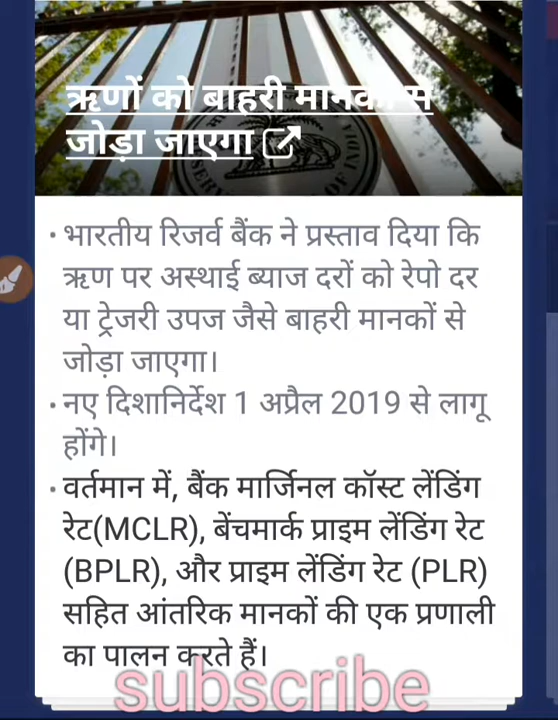 ऋणों को बाहरी मानकों से
जोड़ा जाएगा
• भारतीय रिजर्व बैंक ने प्रस्ताव दिया कि
ऋण पर अस्थाई ब्याज दरों को रेपो दर
या ट्रेजरी उपज जैसे बाहरी मानकों से
जोड़ा जाएगा।
• नए दिशानिर्देश 1 अप्रैल 2019 से लागू
होंगे।
• वर्तमान में, बैंक मार्जिनल कॉस्ट लेंडिंग
रेट(MCLR), बेंचमार्क प्राइम लेंडिंग रेट
(BPLR), और प्राइम लेंडिंग रेट (PLR)
सहित आंतरिक मानकों की एक प्रणाली
का पालन करते हैं।
subscribe